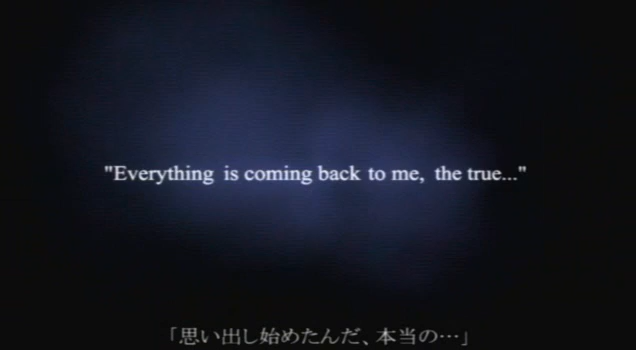 "Everything is coming back to me, the true..."
「思い出し始めたんだ、本当の…」